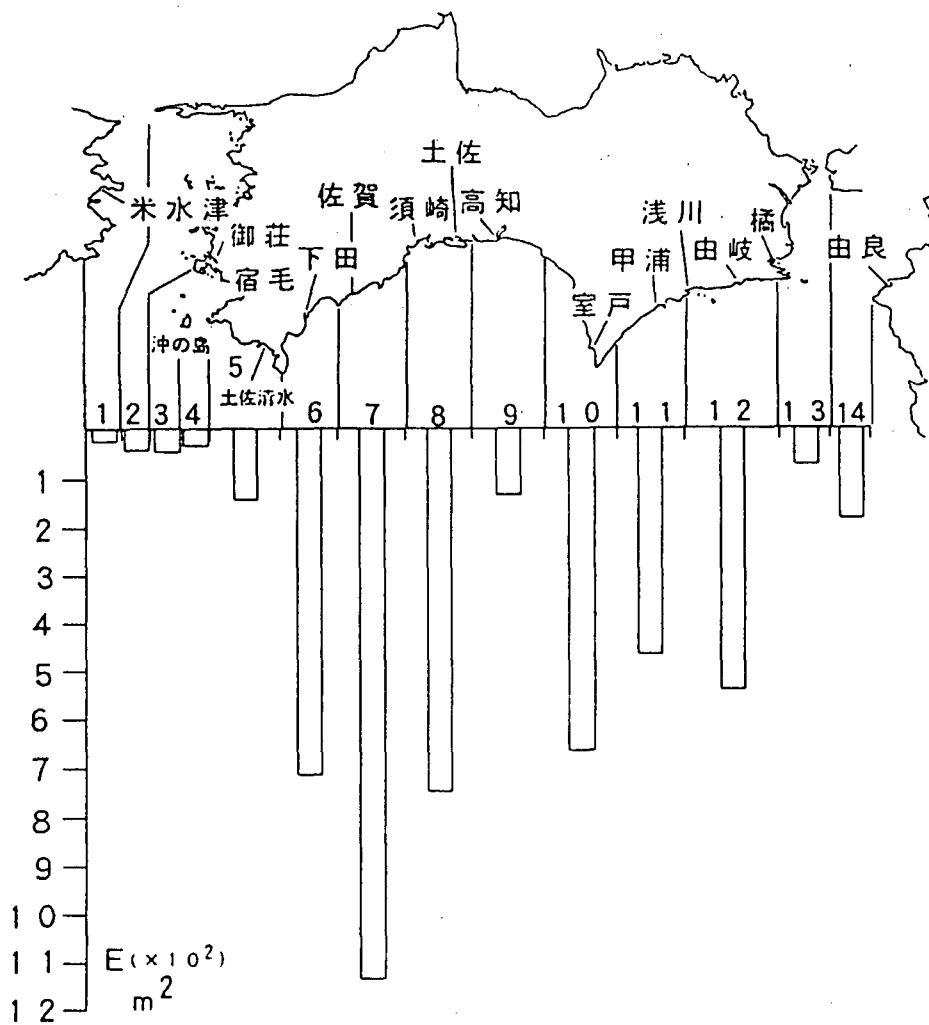 土佐
佐賀
須崎 高知
浅川
橘
米水津
御荘
下田
甲浦
由岐
由良
宿毛
室戸
沖の島
5
土佐清水
1 2 3 4 6 7 8 9 10 11 12 13 14
1
2
3
4
5
6
7
8
9
10
11
E(×10²)
m²
12